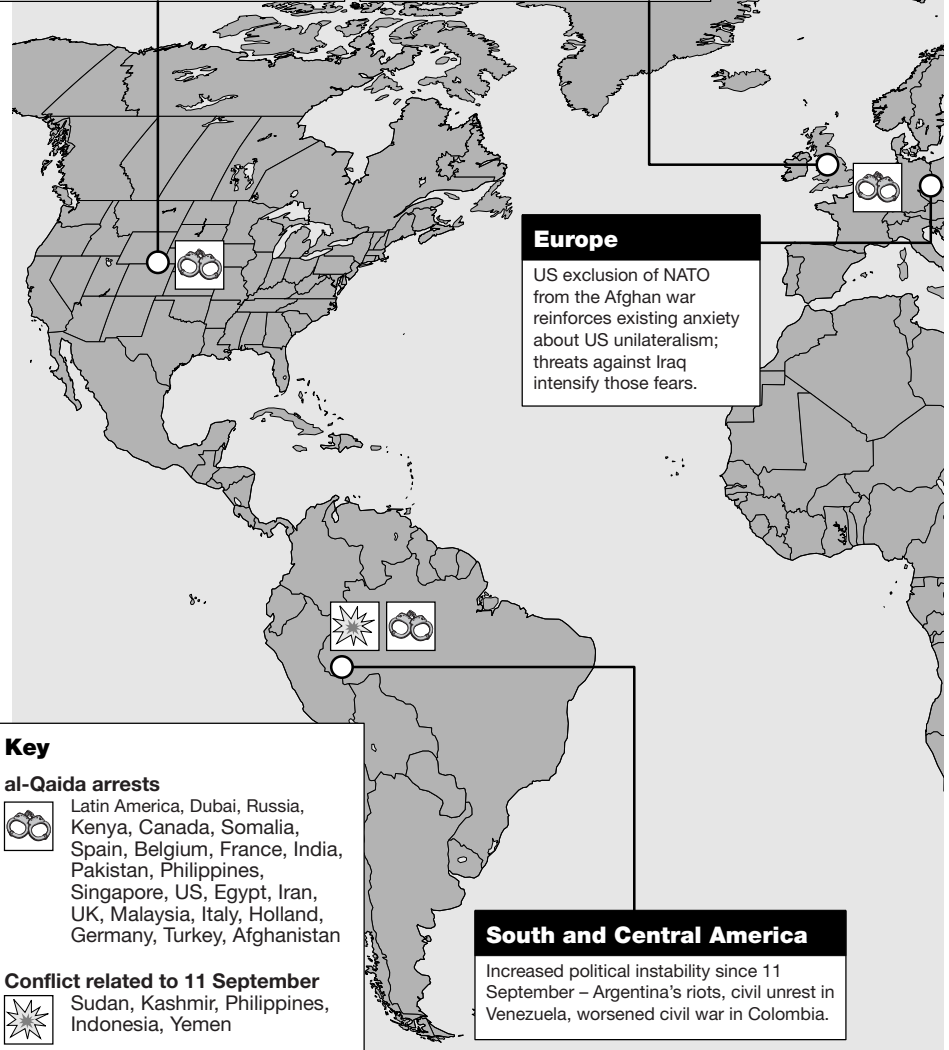 Europe
US exclusion of NATO
from the Afghan war
reinforces existing anxiety
about US unilateralism;
threats against Iraq
intensify those fears.
Key
al-Qaida arrests
Latin America, Dubai, Russia,
Kenya, Canada, Somalia,
Spain, Belgium, France, India,
Pakistan, Philippines,
Singapore, US, Egypt, Iran,
UK, Malaysia, Italy, Holland,
Germany, Turkey, Afghanistan
Conflict related to 11 September
Sudan, Kashmir, Philippines,
Indonesia, Yemen
South and Central America
Increased political instability since 11
September – Argentina’s riots, civil unrest in
Venezuela, worsened civil war in Colombia.